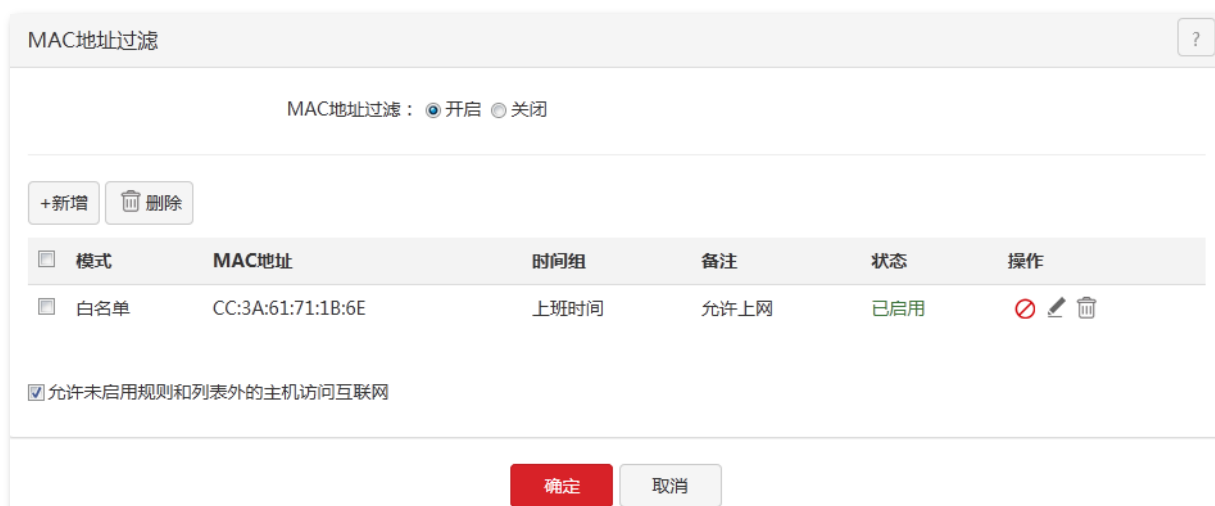 MAC地址过滤 ?
MAC地址过滤： 开启 关闭
+新增 删除
模式 MAC地址 时间组 备注 状态 操作
白名单 CC:3A:61:71:1B:6E 上班时间 允许上网 已启用
允许未启用规则和列表外的主机访问互联网
确定 取消